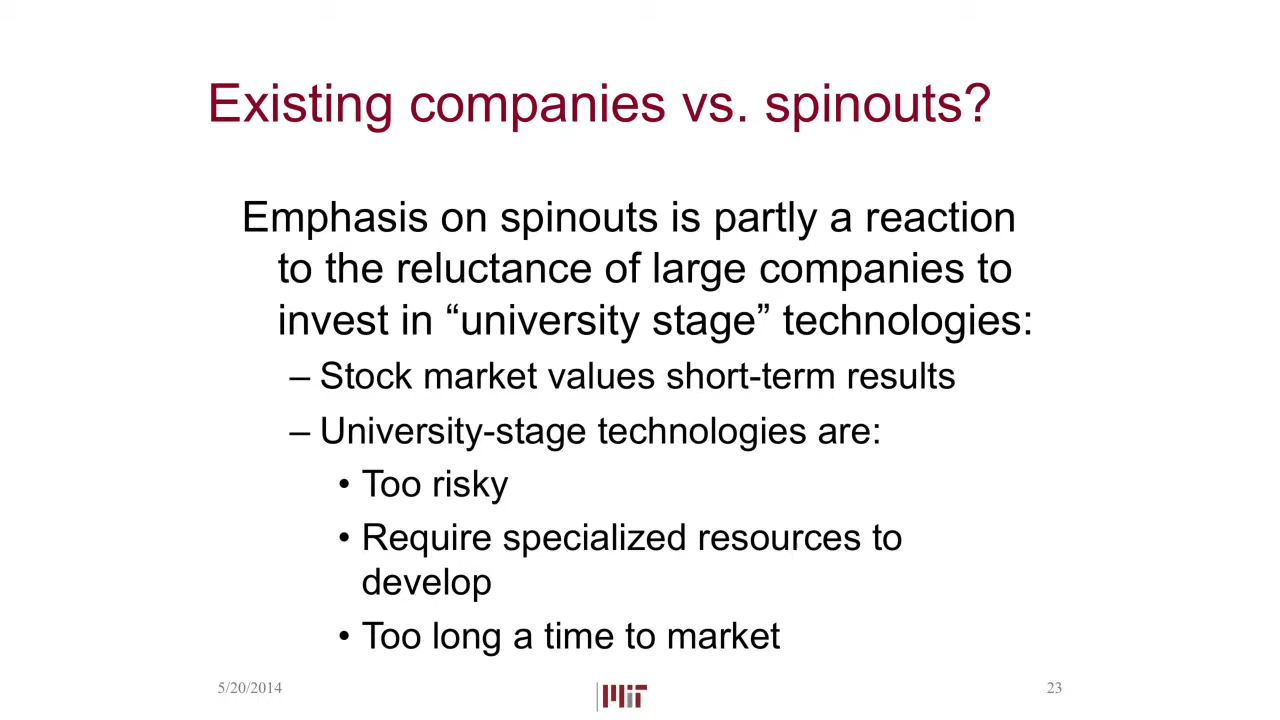 Existing companies vs. spinouts?
Emphasis on spinouts is partly a reaction
to the reluctance of large companies to
invest in “university stage” technologies:
– Stock market values short-term results
– University-stage technologies are:
• Too risky
• Require specialized resources to
develop
• Too long a time to market
5/20/2014
MIT
23